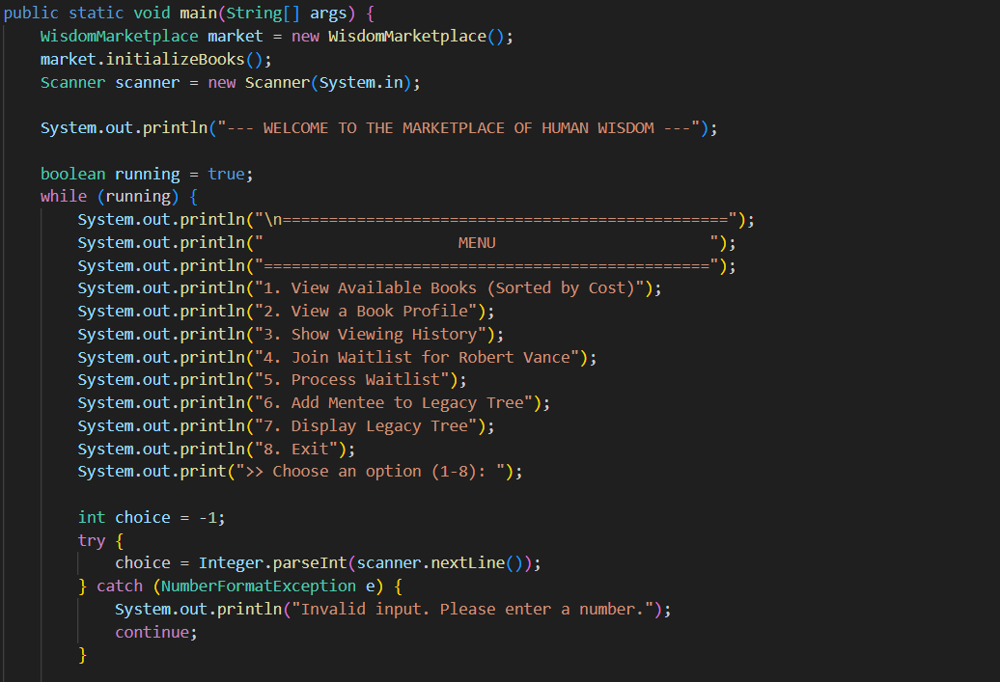 public static void main(String[] args) {
    WisdomMarketplace market = new WisdomMarketplace();
    market.initializeBooks();
    Scanner scanner = new Scanner(System.in);

    System.out.println("--- WELCOME TO THE MARKETPLACE OF HUMAN WISDOM ---");

    boolean running = true;
    while (running) {
        System.out.println("\n================================================");
        System.out.println("                     MENU                       ");
        System.out.println("================================================");
        System.out.println("1. View Available Books (Sorted by Cost)");
        System.out.println("2. View a Book Profile");
        System.out.println("3. Show Viewing History");
        System.out.println("4. Join Waitlist for Robert Vance");
        System.out.println("5. Process Waitlist");
        System.out.println("6. Add Mentee to Legacy Tree");
        System.out.println("7. Display Legacy Tree");
        System.out.println("8. Exit");
        System.out.print(">> Choose an option (1-8): ");

        int choice = -1;
        try {
            choice = Integer.parseInt(scanner.nextLine());
        } catch (NumberFormatException e) {
            System.out.println("Invalid input. Please enter a number.");
            continue;
        }